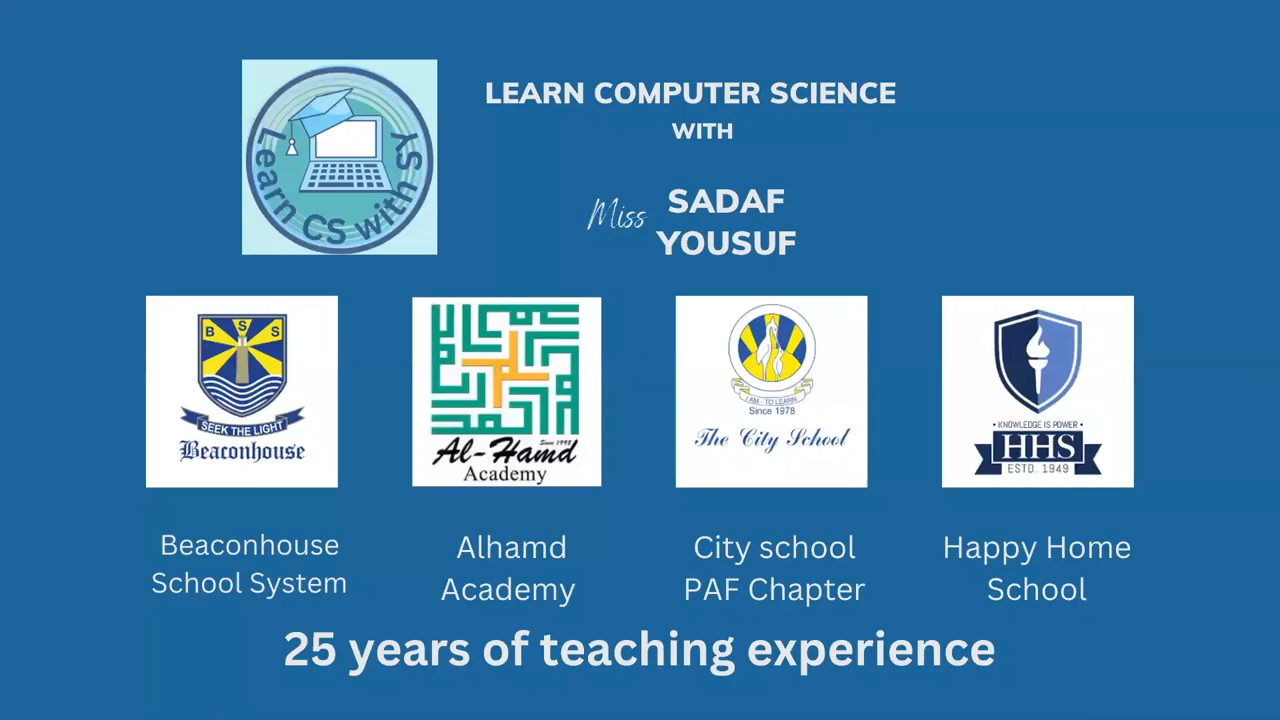 Learn CS with SY
LEARN COMPUTER SCIENCE
WITH
Miss SADAF
YOUSUF
B S S
SEEK THE LIGHT
Beaconhouse
Since 1998
Al-Hamd
Academy
I AM - TO LEARN
Since 1978
The City School
• KNOWLEDGE IS POWER •
HHS
ESTD. 1949
Beaconhouse
School System
Alhamd
Academy
City school
PAF Chapter
Happy Home
School
25 years of teaching experience